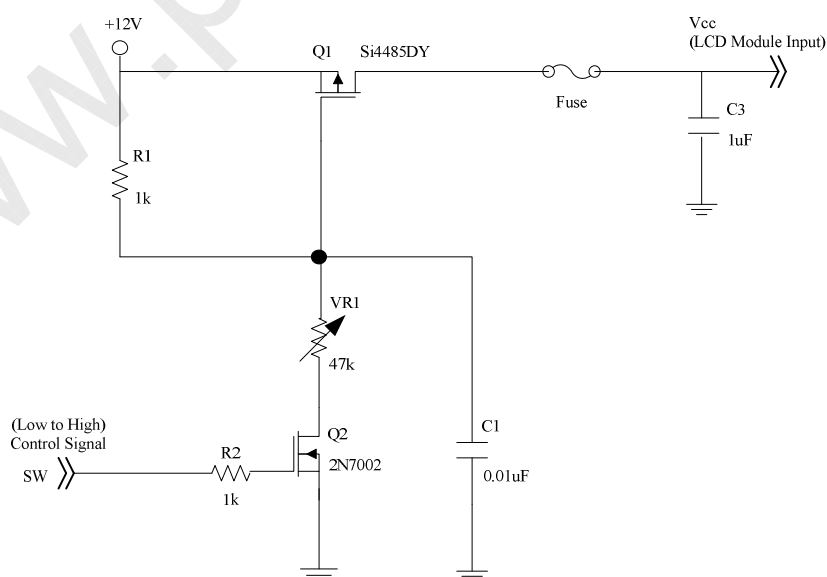 +12V
Q1
Si4485DY
Vcc
(LCD Module Input)
Fuse
C3
1uF
R1
1k
VR1
47k
(Low to High)
Control Signal
SW
R2
1k
Q2
2N7002
C1
0.01uF
w.p